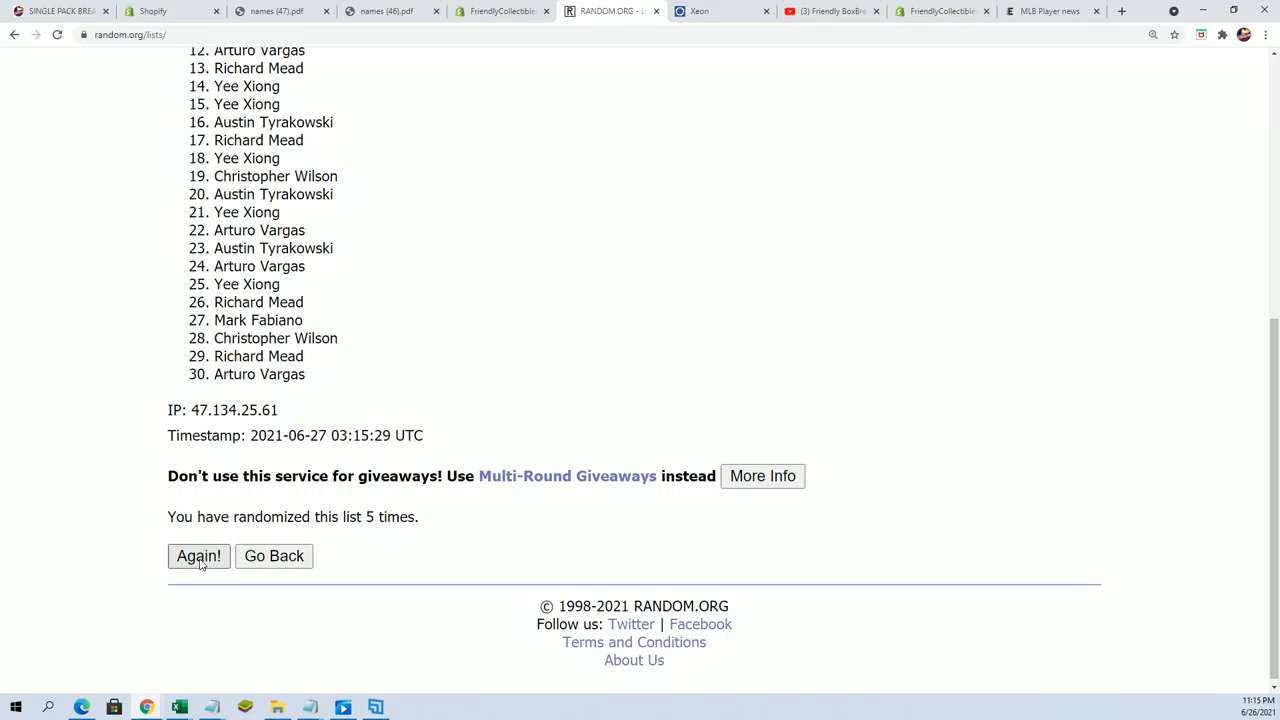 SINGLE PACK BREA
Shopify
names (47).pdf
names (46).pdf
FriendlyCollectible
RANDOM.ORG - Li
Xeon
(3) Friendly BoxBre
FriendlyCollectible
MLB Player news
random.org/lists/
12. Arturo Vargas
13. Richard Mead
14. Yee Xiong
15. Yee Xiong
16. Austin Tyrakowski
17. Richard Mead
18. Yee Xiong
19. Christopher Wilson
20. Austin Tyrakowski
21. Yee Xiong
22. Arturo Vargas
23. Austin Tyrakowski
24. Arturo Vargas
25. Yee Xiong
26. Richard Mead
27. Mark Fabiano
28. Christopher Wilson
29. Richard Mead
30. Arturo Vargas
IP: 47.134.25.61
Timestamp: 2021-06-27 03:15:29 UTC
Don't use this service for giveaways! Use Multi-Round Giveaways instead More Info
You have randomized this list 5 times.
Again! Go Back
© 1998-2021 RANDOM.ORG
Follow us: Twitter | Facebook
Terms and Conditions
About Us
11:15 PM
6/26/2021